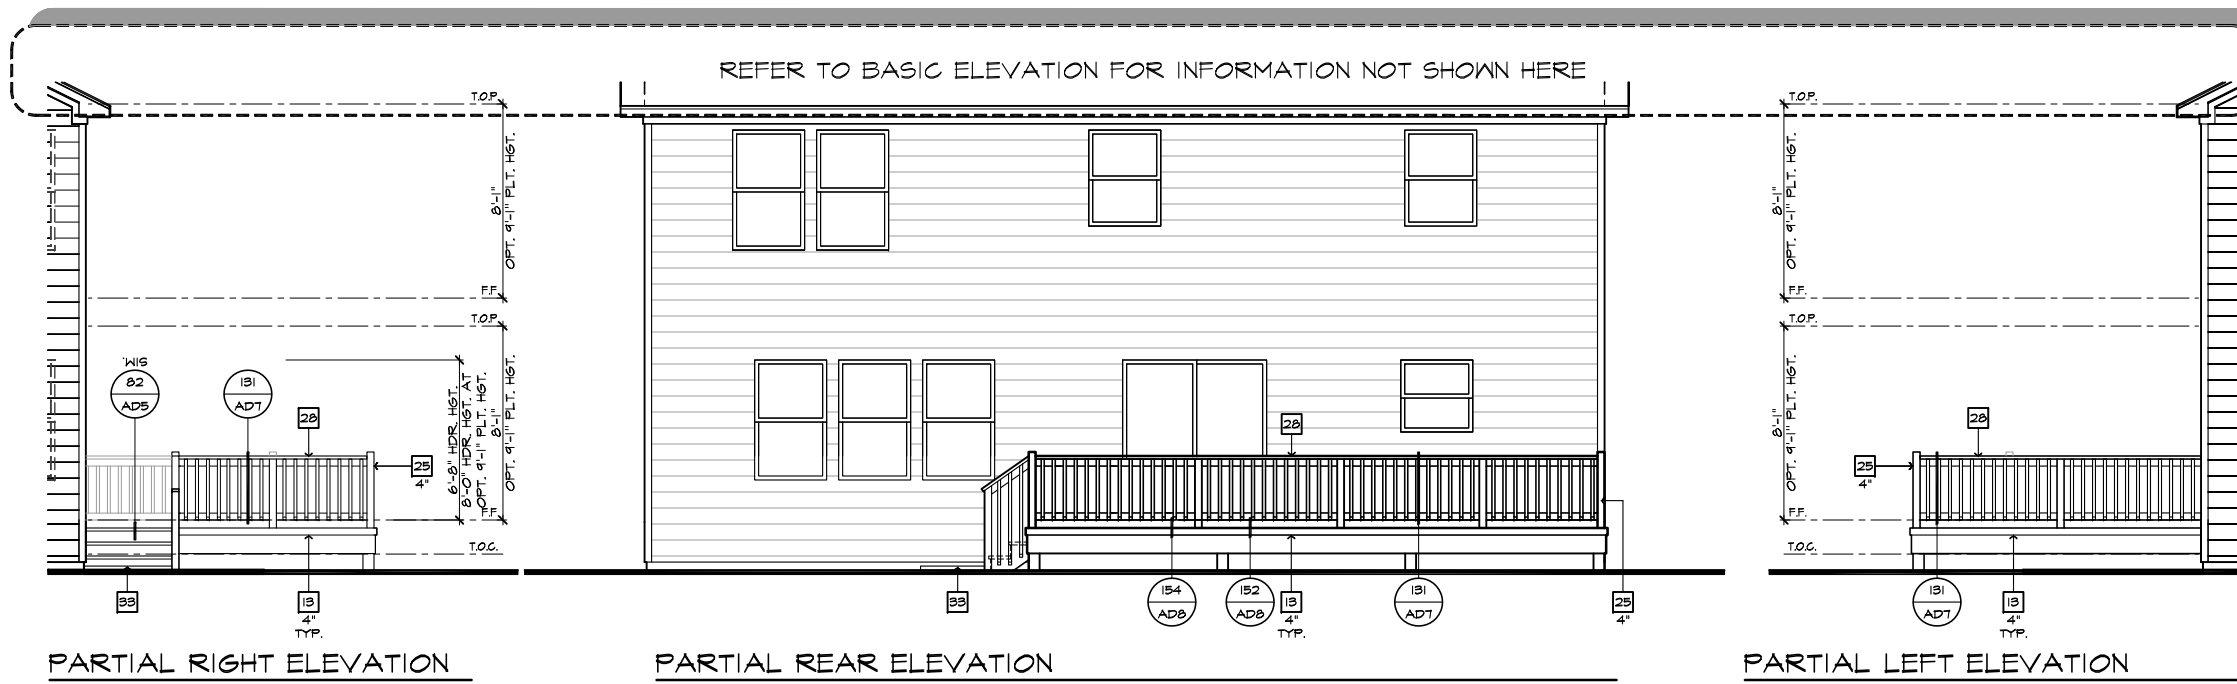 REFER TO BASIC ELEVATION FOR INFORMATION NOT SHOWN HERE
T.O.P.
8'-1"
OPT. 9'-1" PLT. HGT.
F.F.
T.O.P.
SIM.
82
AD5
131
AD7
28
25
4"
6'-8" HDR. HGT.
8'-0" HDR. HGT. AT
OPT. 9'-1" PLT. HGT.
8'-1"
OPT. 9'-1" PLT. HGT.
F.F.
T.O.C.
33
13
4"
TYP.
PARTIAL RIGHT ELEVATION
28
33
154
AD8
152
AD8
13
4"
TYP.
131
AD7
25
4"
PARTIAL REAR ELEVATION
T.O.P.
8'-1"
OPT. 9'-1" PLT. HGT.
F.F.
T.O.P.
8'-1"
OPT. 9'-1" PLT. HGT.
28
25
4"
F.F.
T.O.C.
131
AD7
13
4"
TYP.
PARTIAL LEFT ELEVATION